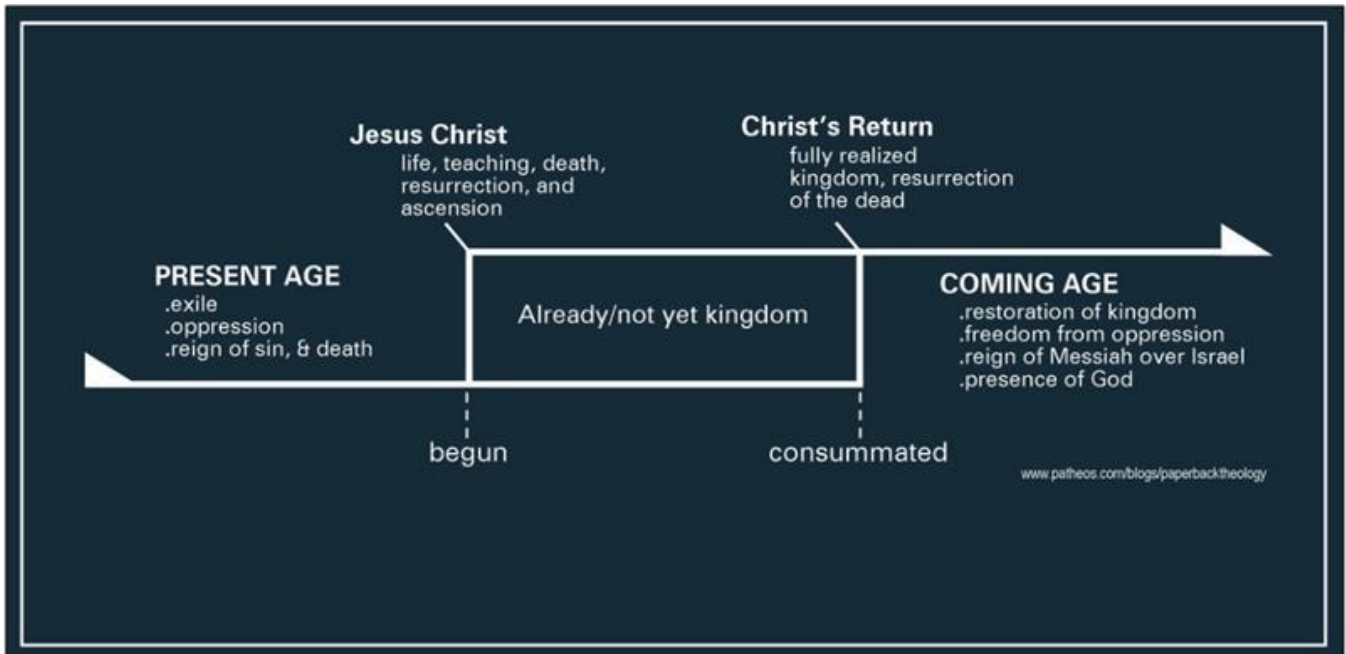 Jesus Christ
life, teaching, death,
resurrection, and
ascension
Christ's Return
fully realized
kingdom, resurrection
of the dead
PRESENT AGE
.exile
.oppression
.reign of sin, & death
Already/not yet kingdom
COMING AGE
.restoration of kingdom
.freedom from oppression
.reign of Messiah over Israel
.presence of God
begun
consummated
www.patheos.com/blogs/paperbacktheology